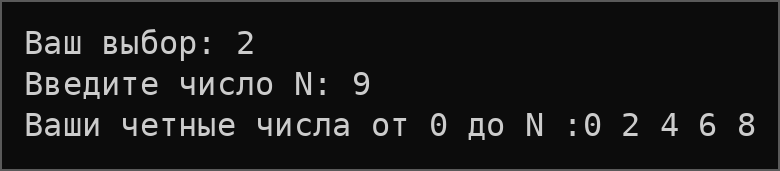 Ваш выбор: 2
Введите число N: 9
Ваши четные числа от 0 до N :0 2 4 6 8